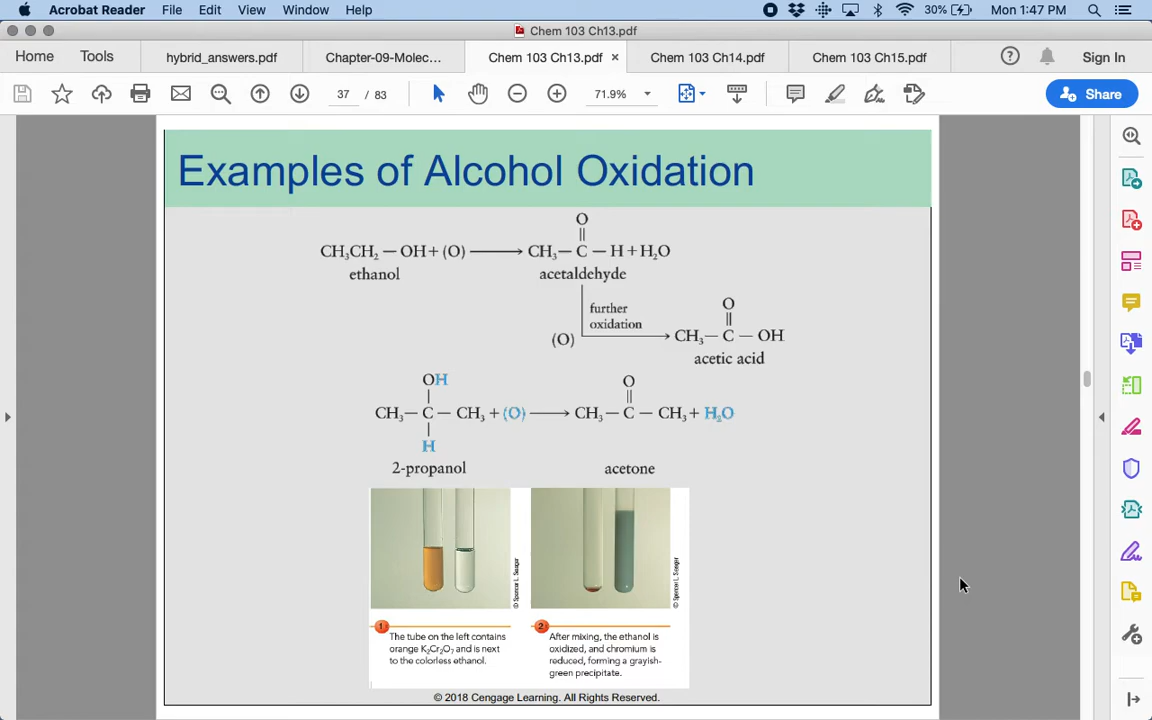 Acrobat Reader File Edit View Window Help 30% Mon 1:47 PM
Chem 103 Ch13.pdf
Home Tools hybrid_answers.pdf Chapter-09-Molec... Chem 103 Ch13.pdf × Chem 103 Ch14.pdf Chem 103 Ch15.pdf Sign In
37 / 83 71.9% Share
Examples of Alcohol Oxidation
O
CH₃CH₂ — OH + (O) ⟶ CH₃ — C — H + H₂O
ethanol acetaldehyde
further
oxidation
O
(O) CH₃ — C — OH
acetic acid
OH O
CH₃ — C — CH₃ + (O) ⟶ CH₃ — C — CH₃ + H₂O
H
2-propanol acetone
© Spencer L. Seager © Spencer L. Seager
1
The tube on the left contains
orange K₂Cr₂O₇ and is next
to the colorless ethanol.
2
After mixing, the ethanol is
oxidized, and chromium is
reduced, forming a grayish-
green precipitate.
© 2018 Cengage Learning. All Rights Reserved.